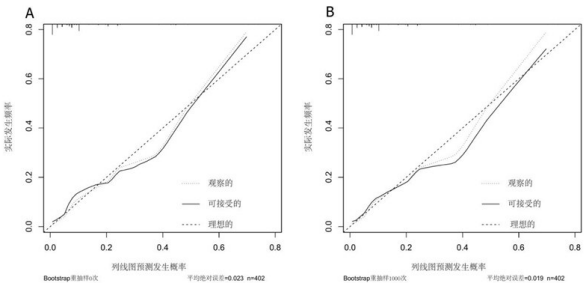 A
实际发生概率
0.0
0.2
0.4
0.6
0.8
0.0 0.2 0.4 0.6 0.8
观察的
可接受的
理想的
列线图预测发生概率
Bootstrap重抽样0次 平均绝对误差=0.023 n=402
B
实际发生频率
0.0
0.2
0.4
0.6
0.8
0.0 0.2 0.4 0.6 0.8
观察的
可接受的
理想的
列线图预测发生概率
Bootstrap重抽样1000次 平均绝对误差=0.019 n=402